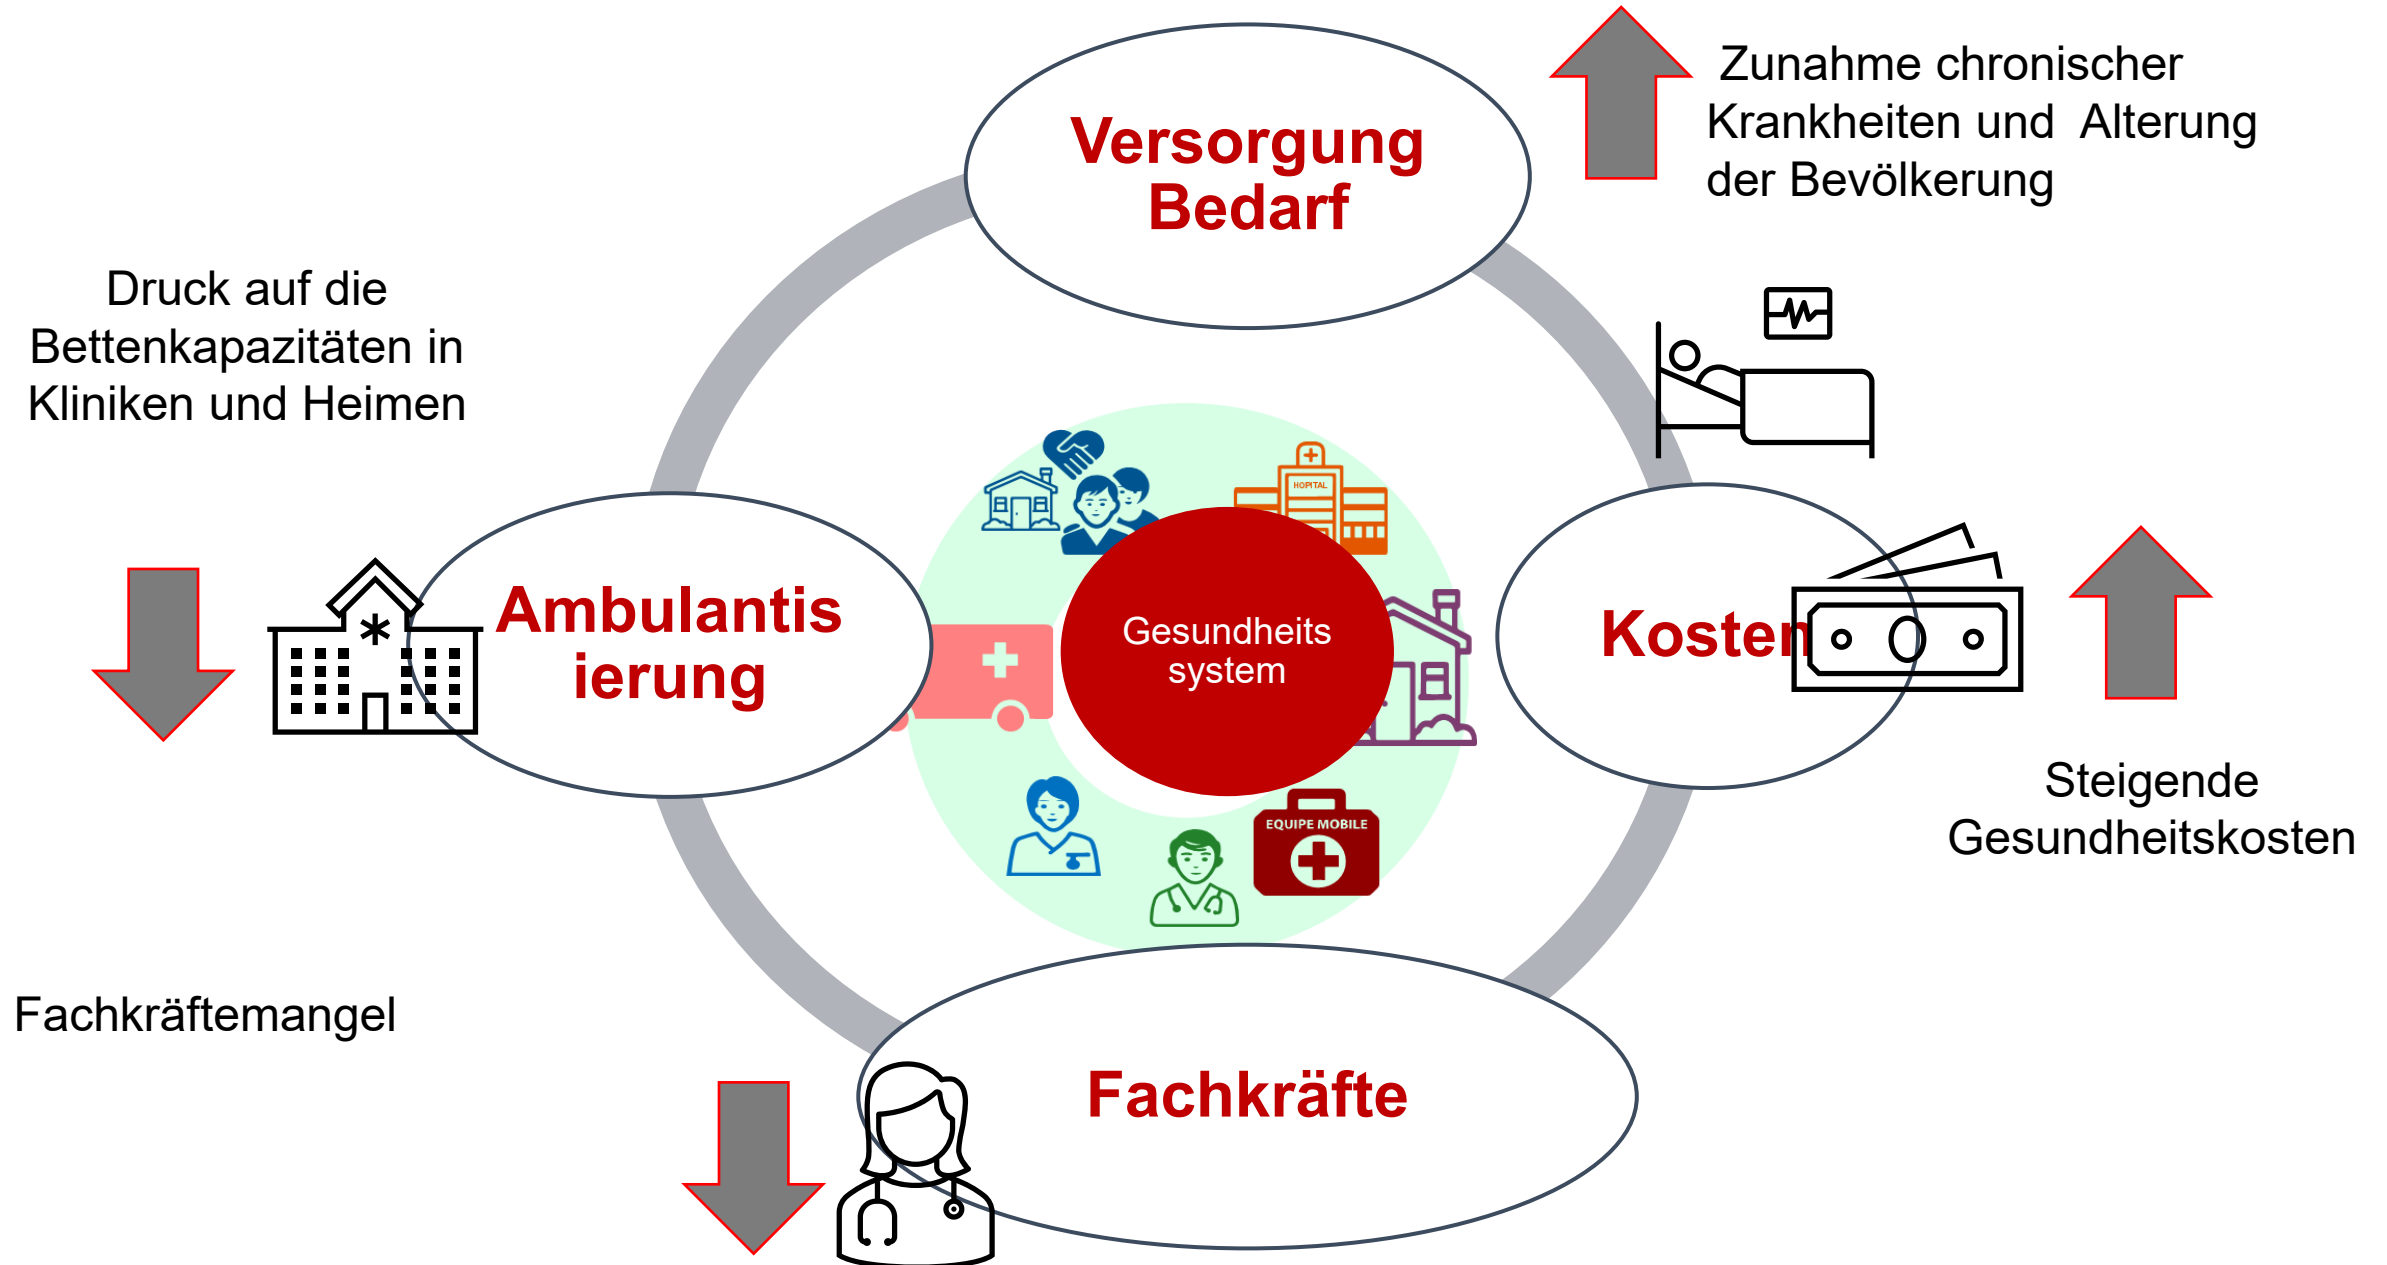 Versorgung
Bedarf
Zunahme chronischer
Krankheiten und  Alterung
der Bevölkerung
Druck auf die
Bettenkapazitäten in
Kliniken und Heimen
HOPITAL
Ambulantis
ierung
Gesundheits
system
Kosten
Steigende
Gesundheitskosten
EQUIPE MOBILE
Fachkräftemangel
Fachkräfte